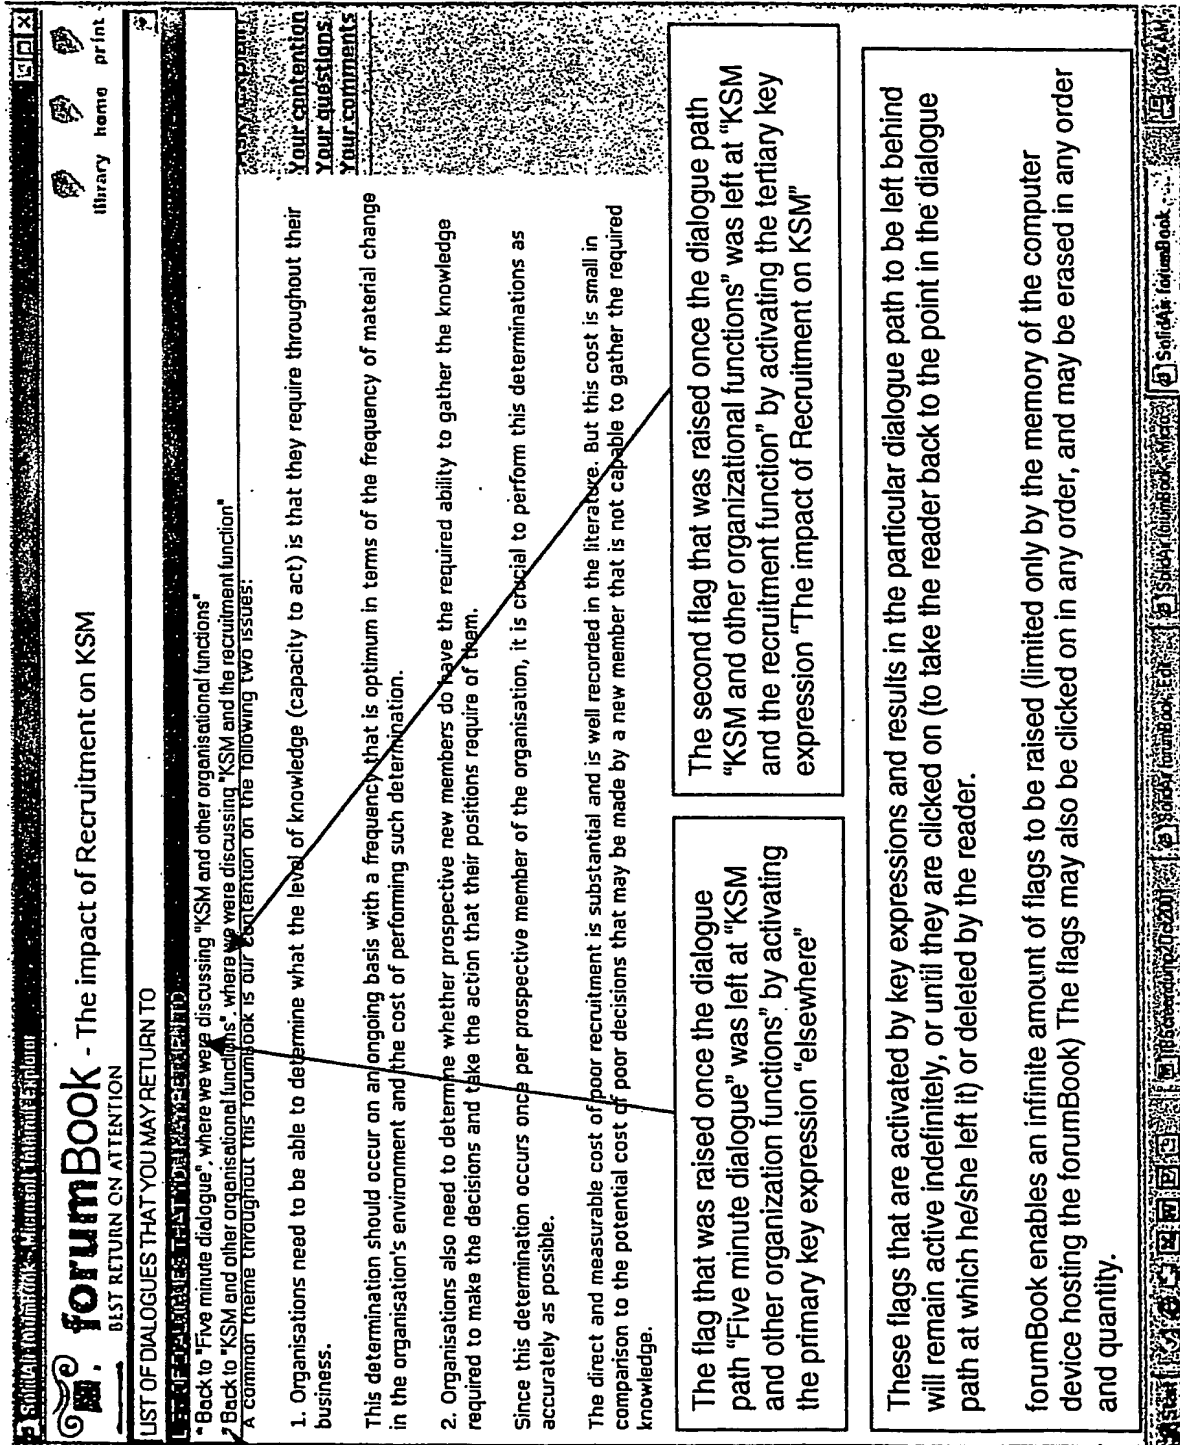 SolidAir forumBook - Microsoft Internet Explorer
forumBook - The impact of Recruitment on KSM
BEST RETURN ON ATTENTION
library home print
LIST OF DIALOGUES THAT YOU MAY RETURN TO
LIST OF DIALOGUES THAT YOU MAY RETURN TO
" Back to "Five minute dialogue", where we were discussing "KSM and other organisational functions"
" Back to "KSM and other organisational functions", where we were discussing "KSM and the recruitment function"
A common theme throughout this forumBook is our contention on the following two issues:
Your contention
Your questions
Your comments
1. Organisations need to be able to determine what the level of knowledge (capacity to act) is that they require throughout their
business.
This determination should occur on an ongoing basis with a frequency that is optimum in terms of the frequency of material change
in the organisation's environment and the cost of performing such determination.
2. Organisations also need to determine whether prospective new members do have the required ability to gather the knowledge
required to make the decisions and take the action that their positions require of them.
Since this determination occurs once per prospective member of the organisation, it is crucial to perform this determinations as
accurately as possible.
The direct and measurable cost of poor recruitment is substantial and is well recorded in the literature. But this cost is small in
comparison to the potential cost of poor decisions that may be made by a new member that is not capable to gather the required
knowledge.
The flag that was raised once the dialogue
path "Five minute dialogue" was left at "KSM
and other organization functions" by activating
the primary key expression "elsewhere"
The second flag that was raised once the dialogue path
"KSM and other organizational functions" was left at "KSM
and the recruitment function" by activating the tertiary key
expression "The impact of Recruitment on KSM"
These flags that are activated by key expressions and results in the particular dialogue path to be left behind
will remain active indefinitely, or until they are clicked on (to take the reader back to the point in the dialogue
path at which he/she left it) or deleted by the reader.
forumBook enables an infinite amount of flags to be raised (limited only by the memory of the computer
device hosting the forumBook) The flags may also be clicked on in any order, and may be erased in any order
and quantity.
Start
SolidAir forumBook
10:24 AM